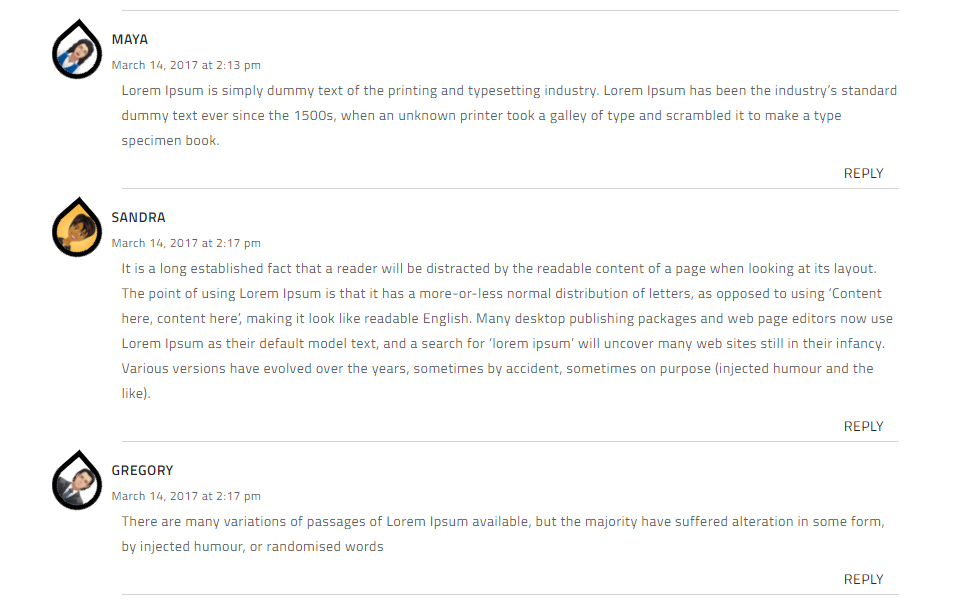 MAYA
March 14, 2017 at 2:13 pm
Lorem Ipsum is simply dummy text of the printing and typesetting industry. Lorem Ipsum has been the industry’s standard
dummy text ever since the 1500s, when an unknown printer took a galley of type and scrambled it to make a type
specimen book.
REPLY
SANDRA
March 14, 2017 at 2:17 pm
It is a long established fact that a reader will be distracted by the readable content of a page when looking at its layout.
The point of using Lorem Ipsum is that it has a more-or-less normal distribution of letters, as opposed to using ‘Content
here, content here’, making it look like readable English. Many desktop publishing packages and web page editors now use
Lorem Ipsum as their default model text, and a search for ‘lorem ipsum’ will uncover many web sites still in their infancy.
Various versions have evolved over the years, sometimes by accident, sometimes on purpose (injected humour and the
like).
REPLY
GREGORY
March 14, 2017 at 2:17 pm
There are many variations of passages of Lorem Ipsum available, but the majority have suffered alteration in some form,
by injected humour, or randomised words
REPLY